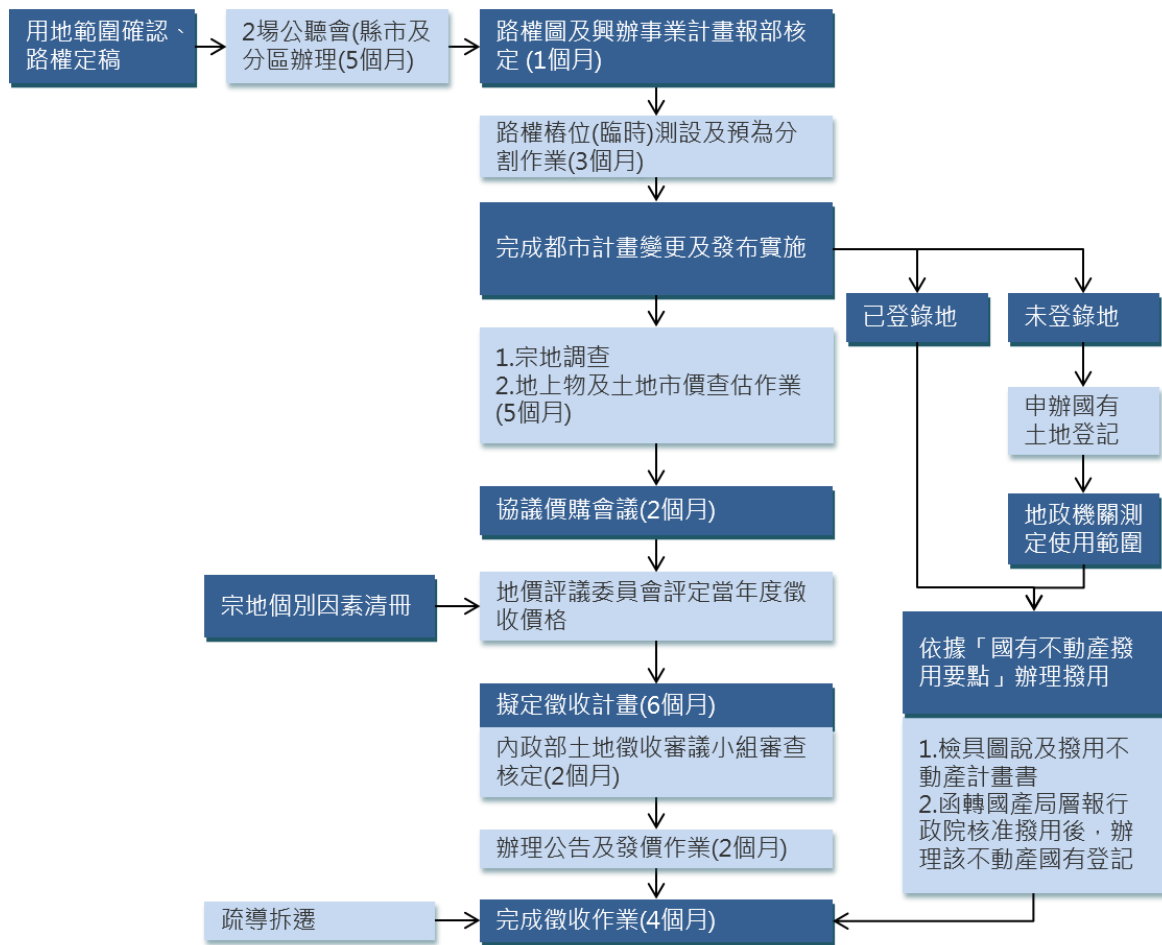 用地範圍確認、
路權定稿
2場公聽會(縣市及
分區辦理(5個月)
路權圖及興辦事業計畫報部核
定 (1個月)
路權樁位(臨時)測設及預為分
割作業(3個月)
完成都市計畫變更及發布實施
已登錄地
未登錄地
1.宗地調查
2.地上物及土地市價查估作業
(5個月)
申辦國有
土地登記
協議價購會議(2個月)
地政機關測
定使用範圍
宗地個別因素清冊
地價評議委員會評定當年度徵
收價格
依據「國有不動產撥
用要點」辦理撥用
擬定徵收計畫(6個月)
內政部土地徵收審議小組審查
核定(2個月)
1.檢具圖說及撥用不
動產計畫書
2.函轉國產局層報行
政院核准撥用後，辦
理該不動產國有登記
辦理公告及發價作業(2個月)
疏導拆遷
完成徵收作業(4個月)